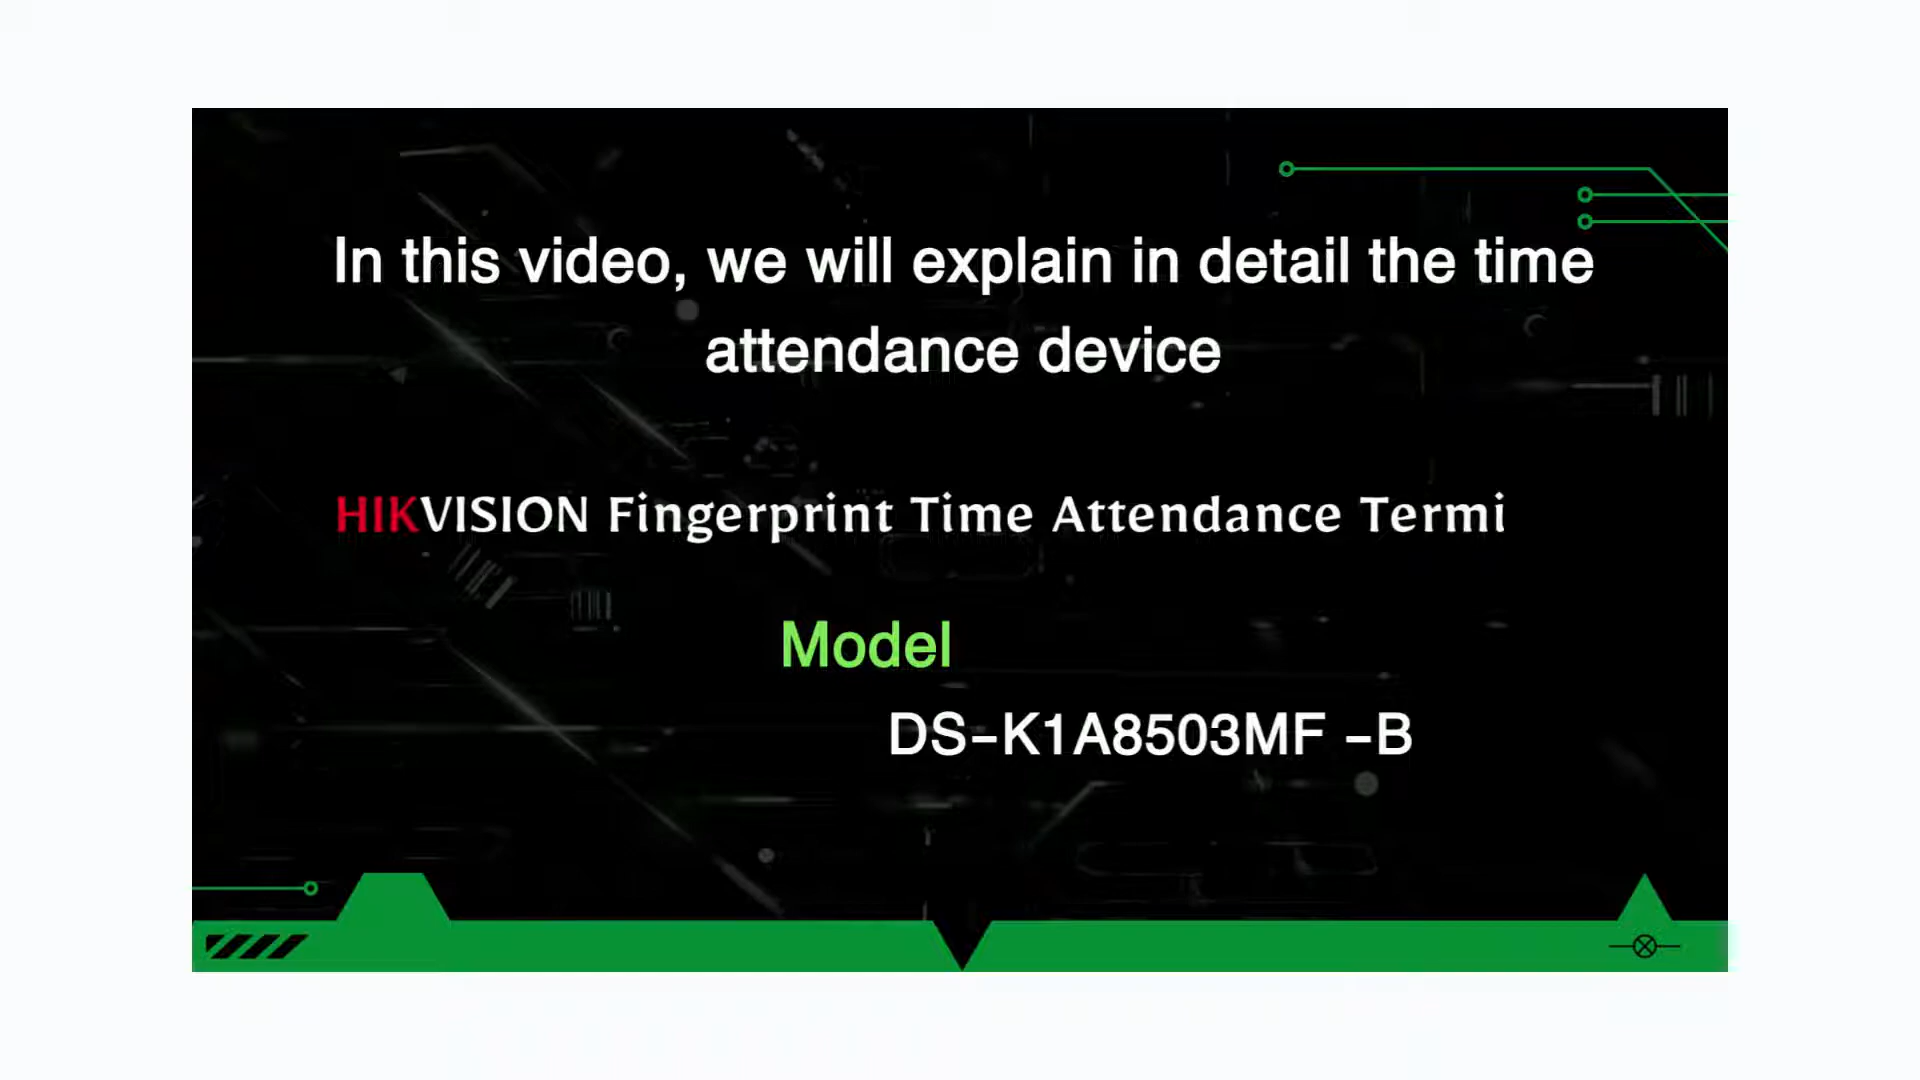 In this video, we will explain in detail the time
attendance device
HIKVISION Fingerprint Time Attendance Termi
Model
DS-K1A8503MF -B